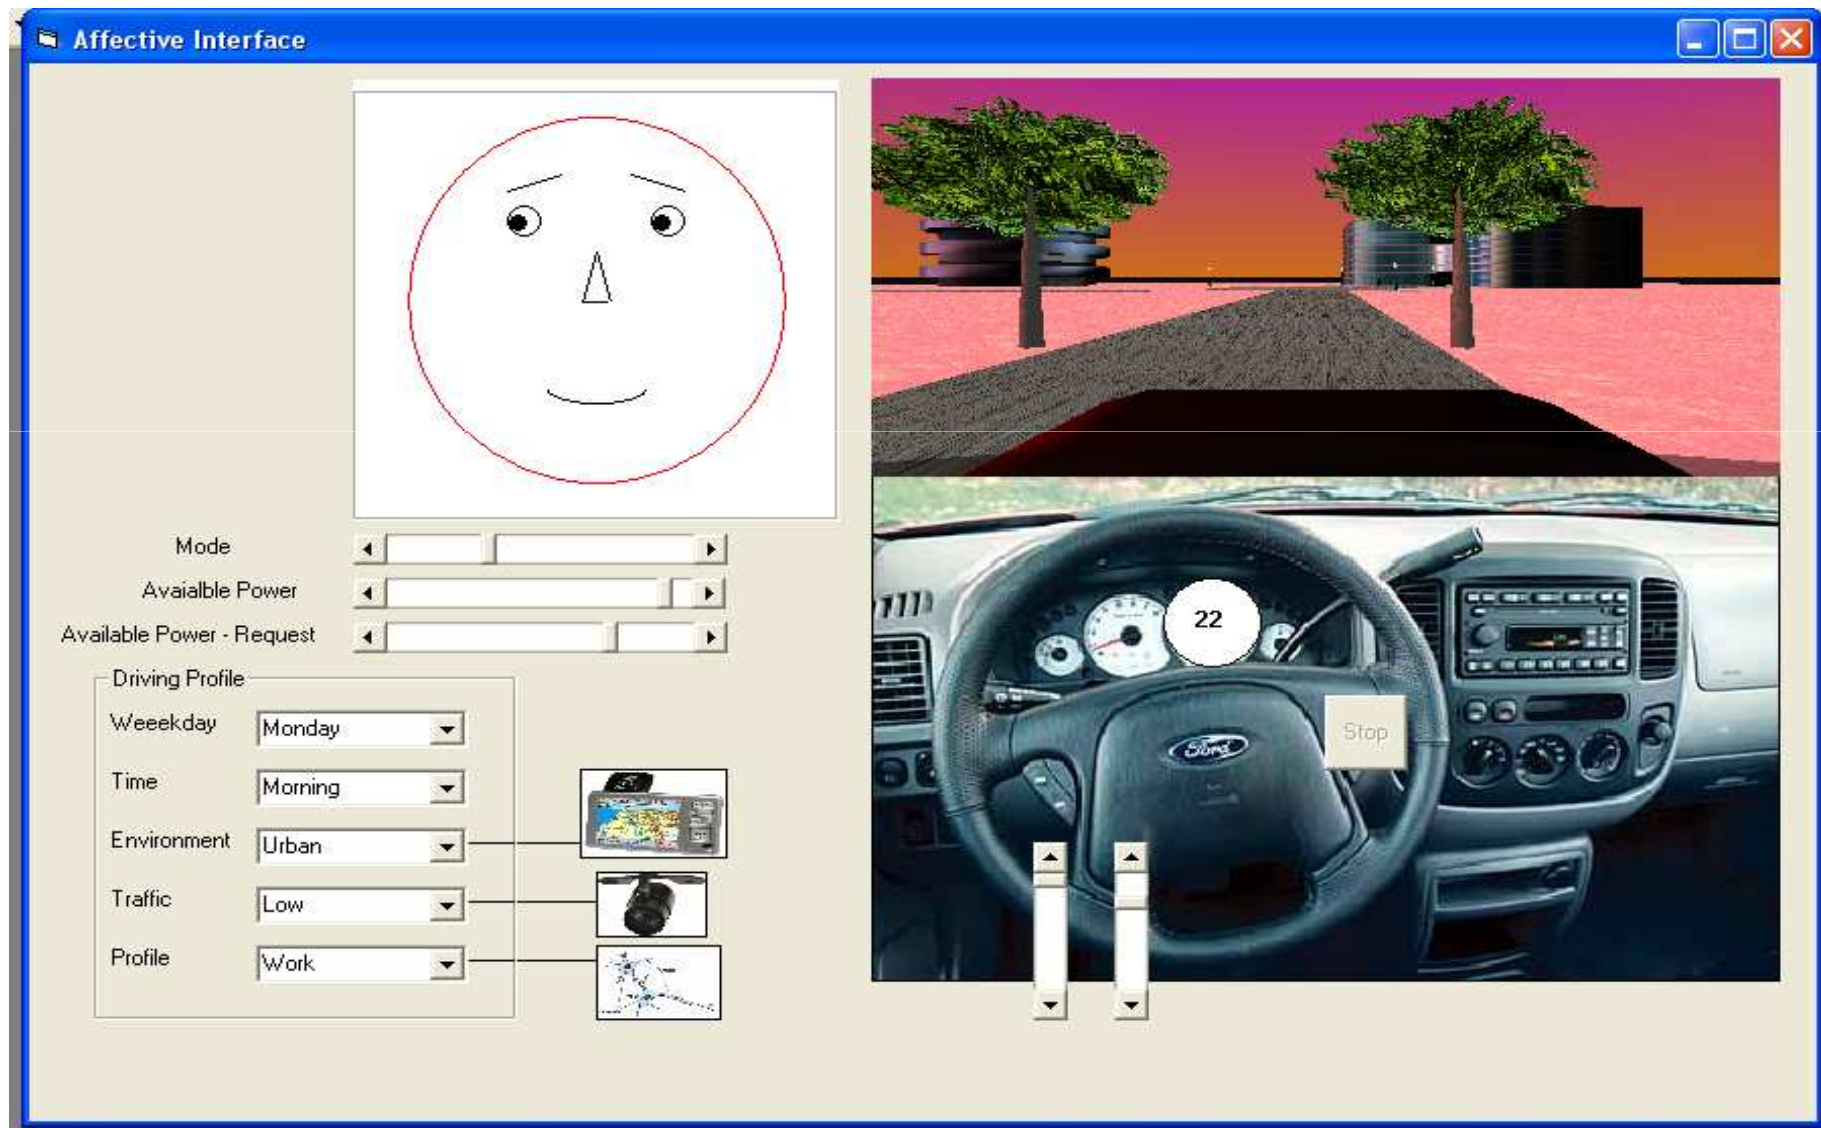 Affective Interface
Mode
Avaialble Power
Available Power - Request
Driving Profile
Weeekday
Monday
Time
Morning
Environment
Urban
Traffic
Low
Profile
Work
22
Stop
Ford